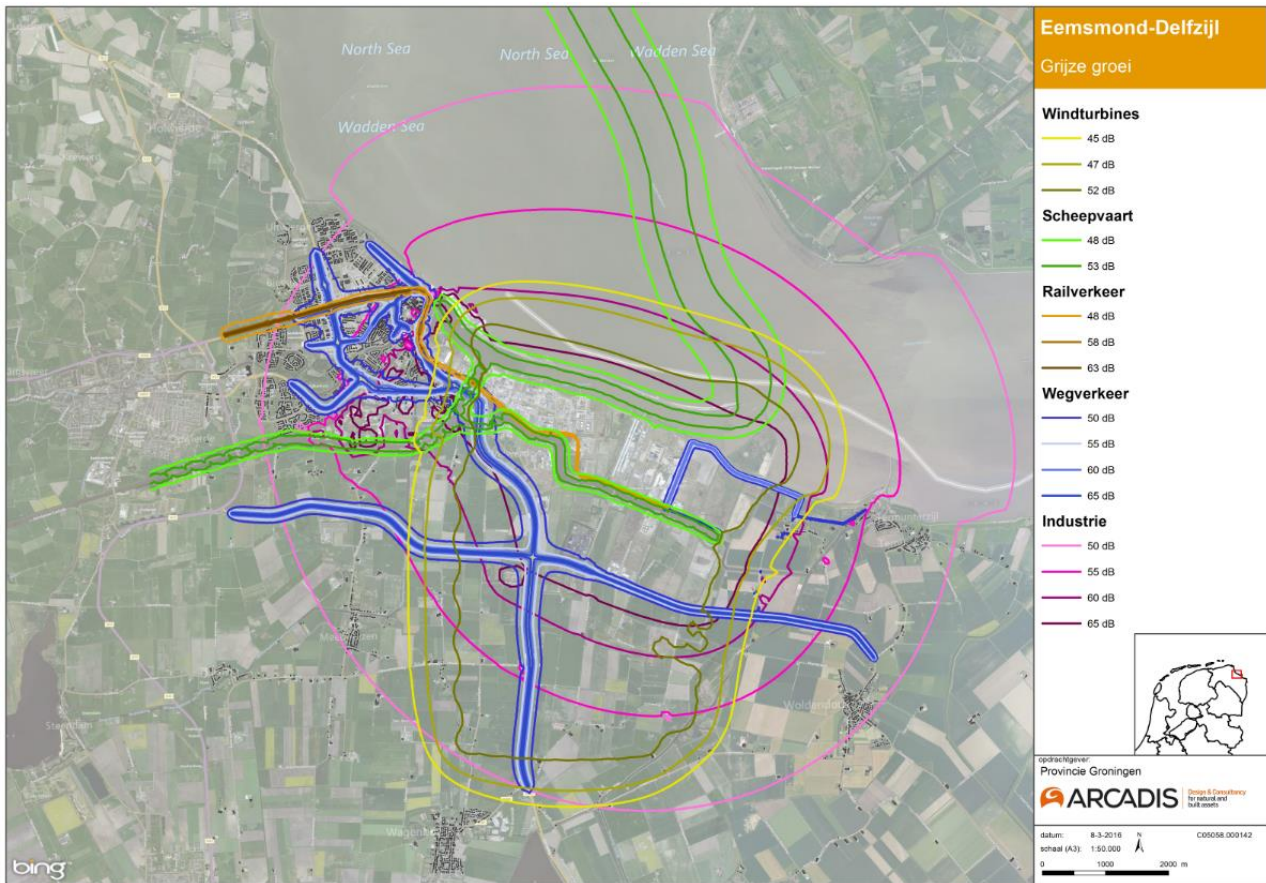 North Sea
North Sea
Wadden Sea
Wadden Sea
Steendam
bing
Eemsmond-Delfzijl
Grijze groei
Windturbines
45 dB
47 dB
52 dB
Scheepvaart
48 dB
53 dB
Railverkeer
48 dB
58 dB
63 dB
Wegverkeer
50 dB
55 dB
60 dB
65 dB
Industrie
50 dB
55 dB
60 dB
65 dB
opdrachtgever:
Provincie Groningen
ARCADIS
Design & Consultancy
for natural and
built assets
datum: 8-3-2016 N C05058.000142
schaal (A3): 1:50.000
0 1000 2000 m